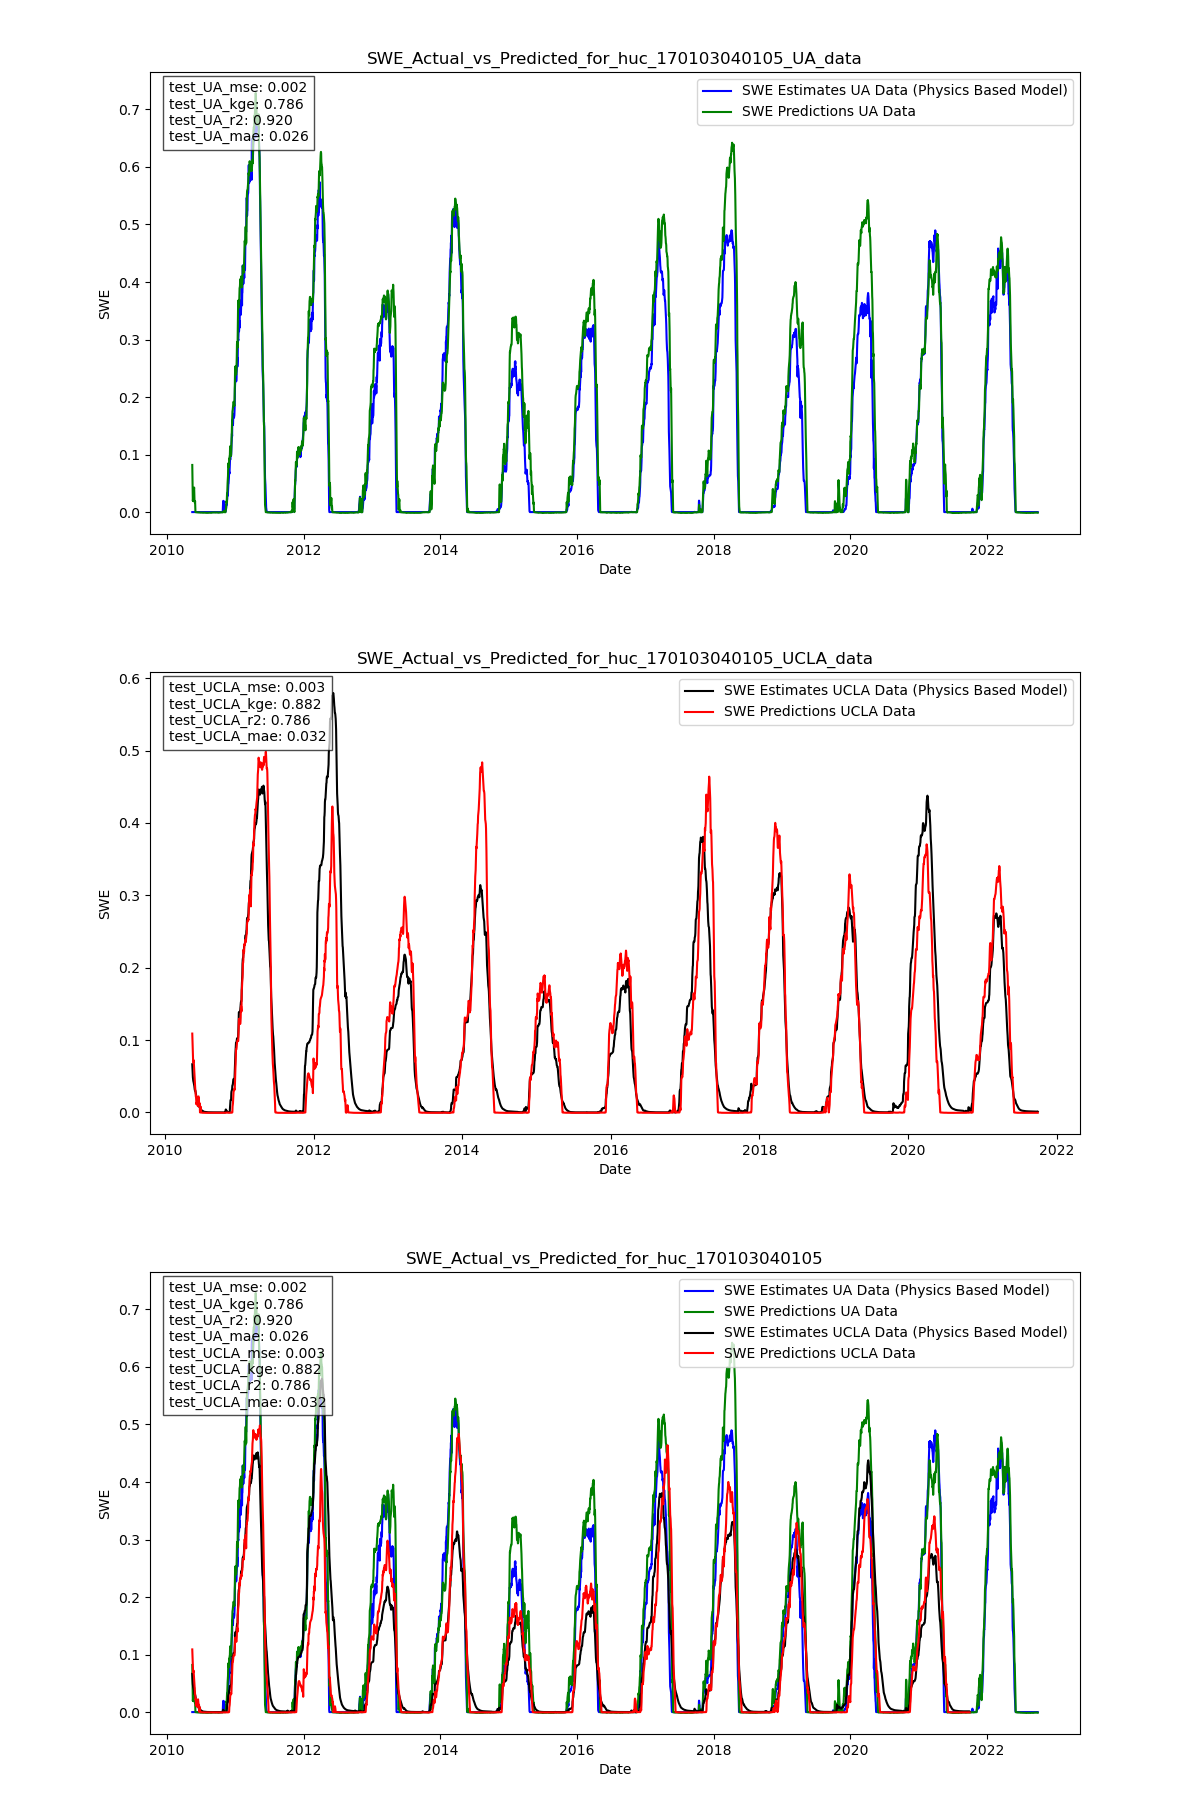 SWE_Actual_vs_Predicted_for_huc_170103040105_UA_data
test_UA_mse: 0.002
test_UA_kge: 0.786
test_UA_r2: 0.920
test_UA_mae: 0.026
SWE Estimates UA Data (Physics Based Model)
SWE Predictions UA Data
0.7
0.6
0.5
0.4
0.3
0.2
0.1
0.0
SWE
2010 2012 2014 2016 2018 2020 2022
Date
SWE_Actual_vs_Predicted_for_huc_170103040105_UCLA_data
test_UCLA_mse: 0.003
test_UCLA_kge: 0.882
test_UCLA_r2: 0.786
test_UCLA_mae: 0.032
SWE Estimates UCLA Data (Physics Based Model)
SWE Predictions UCLA Data
0.6
0.5
0.4
0.3
0.2
0.1
0.0
SWE
2010 2012 2014 2016 2018 2020 2022
Date
SWE_Actual_vs_Predicted_for_huc_170103040105
test_UA_mse: 0.002
test_UA_kge: 0.786
test_UA_r2: 0.920
test_UA_mae: 0.026
test_UCLA_mse: 0.003
test_UCLA_kge: 0.882
test_UCLA_r2: 0.786
test_UCLA_mae: 0.032
SWE Estimates UA Data (Physics Based Model)
SWE Predictions UA Data
SWE Estimates UCLA Data (Physics Based Model)
SWE Predictions UCLA Data
0.7
0.6
0.5
0.4
0.3
0.2
0.1
0.0
SWE
2010 2012 2014 2016 2018 2020 2022
Date